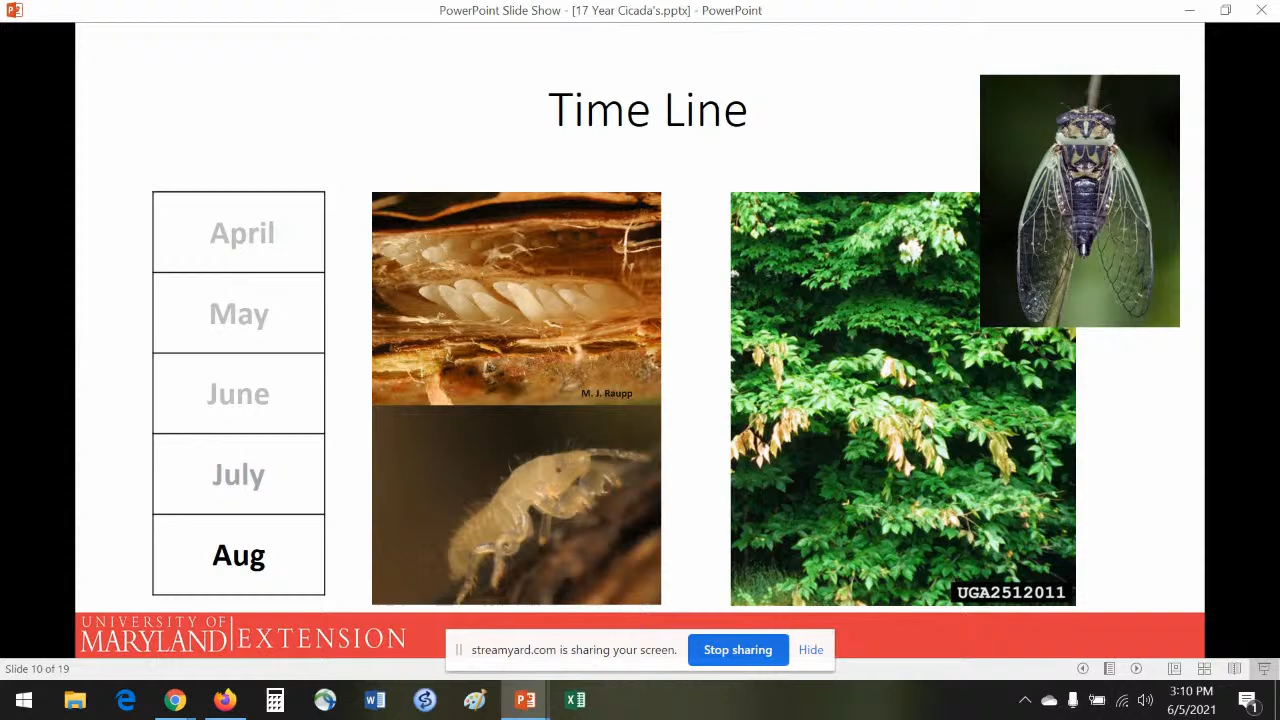 PowerPoint Slide Show - [17 Year Cicada's.pptx] - PowerPoint
Time Line
April
May
June
July
Aug
M. J. Raupp
UGA2512011
UNIVERSITY OF
MARYLAND
EXTENSION
streamyard.com is sharing your screen.
Stop sharing
Hide
Slide 10 of 19
3:10 PM
6/5/2021
1